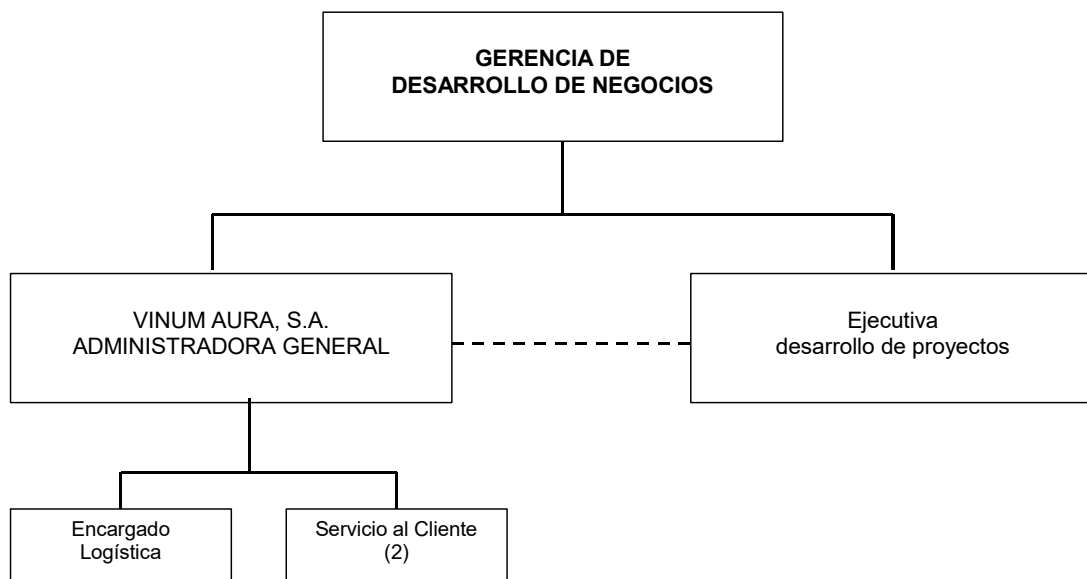 GERENCIA DE
DESARROLLO DE NEGOCIOS
VINUM AURA, S.A.
ADMINISTRADORA GENERAL
Ejecutiva
desarrollo de proyectos
Encargado
Logística
Servicio al Cliente
(2)